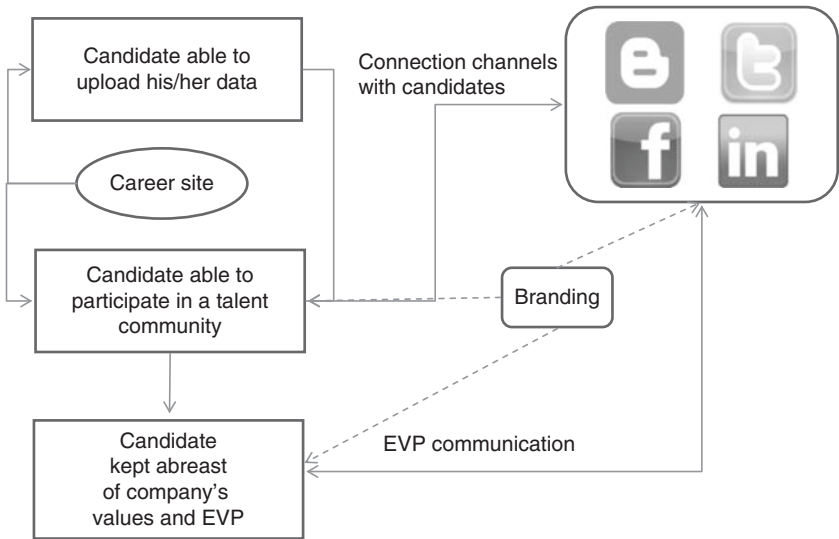 Candidate able to
upload his/her data
Connection channels
with candidates
t
f
in
Career site
Candidate able to
participate in a talent
community
Branding
Candidate
kept abreast
of company's
values and EVP
EVP communication